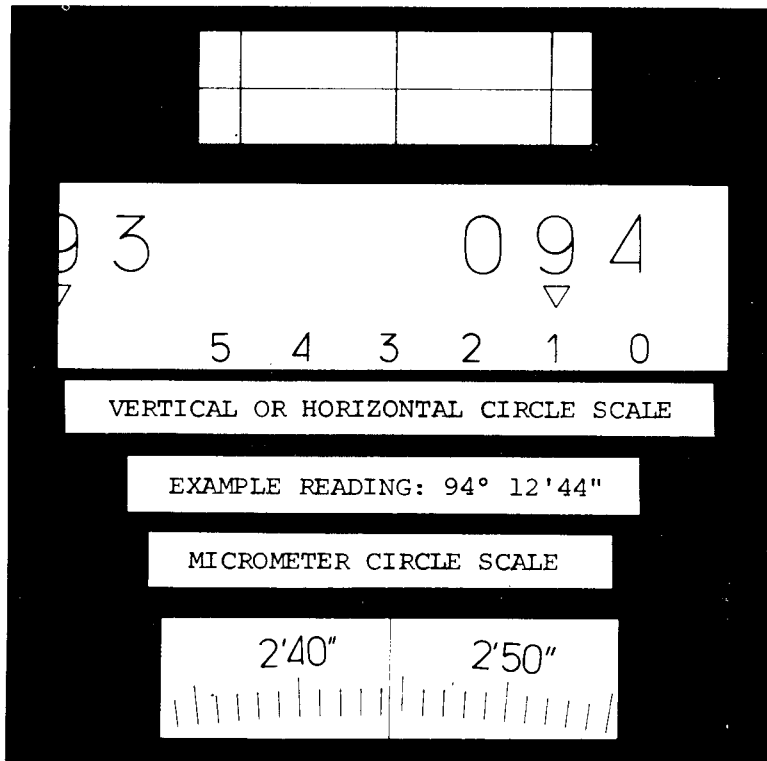 93 094
5 4 3 2 1 0
VERTICAL OR HORIZONTAL CIRCLE SCALE
EXAMPLE READING: 94° 12'44"
MICROMETER CIRCLE SCALE
2'40" 2'50"